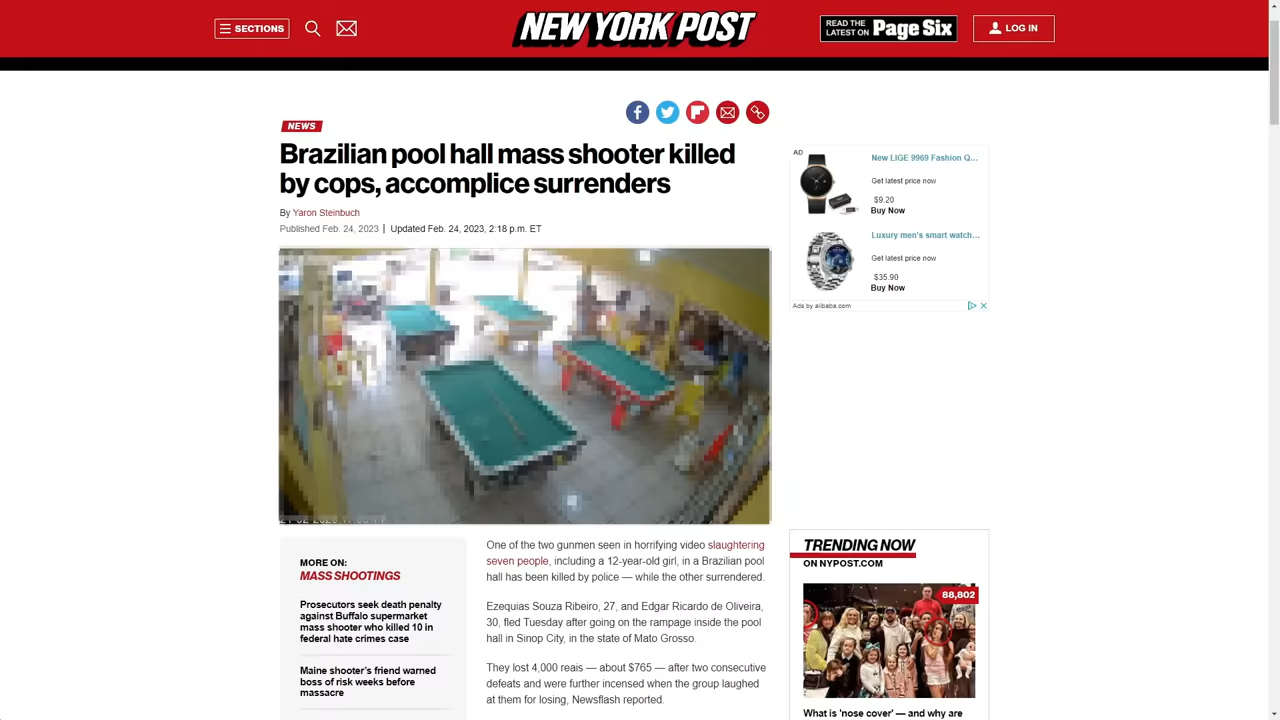 SECTIONS
NEW YORK POST
READ THE
LATEST ON Page Six
LOG IN
NEWS
Brazilian pool hall mass shooter killed
by cops, accomplice surrenders
By Yaron Steinbuch
Published Feb. 24, 2023 | Updated Feb. 24, 2023, 2:18 p.m. ET
AD
New LIGE 9969 Fashion Q...
Get latest price now
$9.20
Buy Now
Luxury men's smart watch...
Get latest price now
$35.90
Buy Now
Ads by alibaba.com
MORE ON:
MASS SHOOTINGS
Prosecutors seek death penalty
against Buffalo supermarket
mass shooter who killed 10 in
federal hate crimes case
Maine shooter's friend warned
boss of risk weeks before
massacre
One of the two gunmen seen in horrifying video slaughtering
seven people, including a 12-year-old girl, in a Brazilian pool
hall has been killed by police — while the other surrendered.
Ezequias Souza Ribeiro, 27, and Edgar Ricardo de Oliveira,
30, fled Tuesday after going on the rampage inside the pool
hall in Sinop City, in the state of Mato Grosso.
They lost 4,000 reais — about $765 — after two consecutive
defeats and were further incensed when the group laughed
at them for losing, Newsflash reported.
TRENDING NOW
ON NYPOST.COM
88,802
What is 'nose cover' — and why are